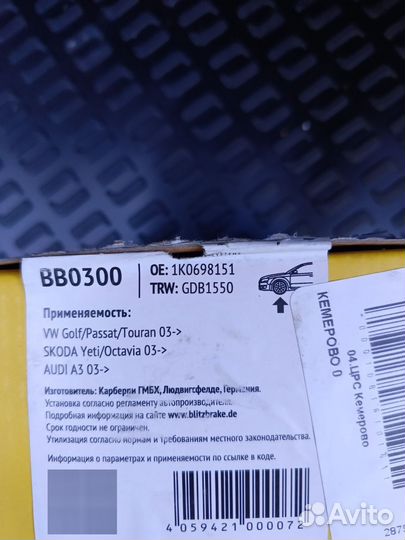 BB0300
OE: 1K0698151
TRW: GDB1550
Применяемость:
VW Golf/Passat/Touran 03->
SKODA Yeti/Octavia 03->
AUDI A3 03->
Изготовитель: Карберри ГМБХ, Людвигсфельде, Германия.
Установка согласно регламенту автопроизводителя.
Подробная информация на сайте www.blitzbrake.de
Срок годности не ограничен.
Утилизация согласно нормам и требованиям местного законодательства.
Информация о параметрах и применяемости по ссылке в коде.
4 059421 000072
КЕМЕРОВО 0
04.ЦРС Кемерово
Avito